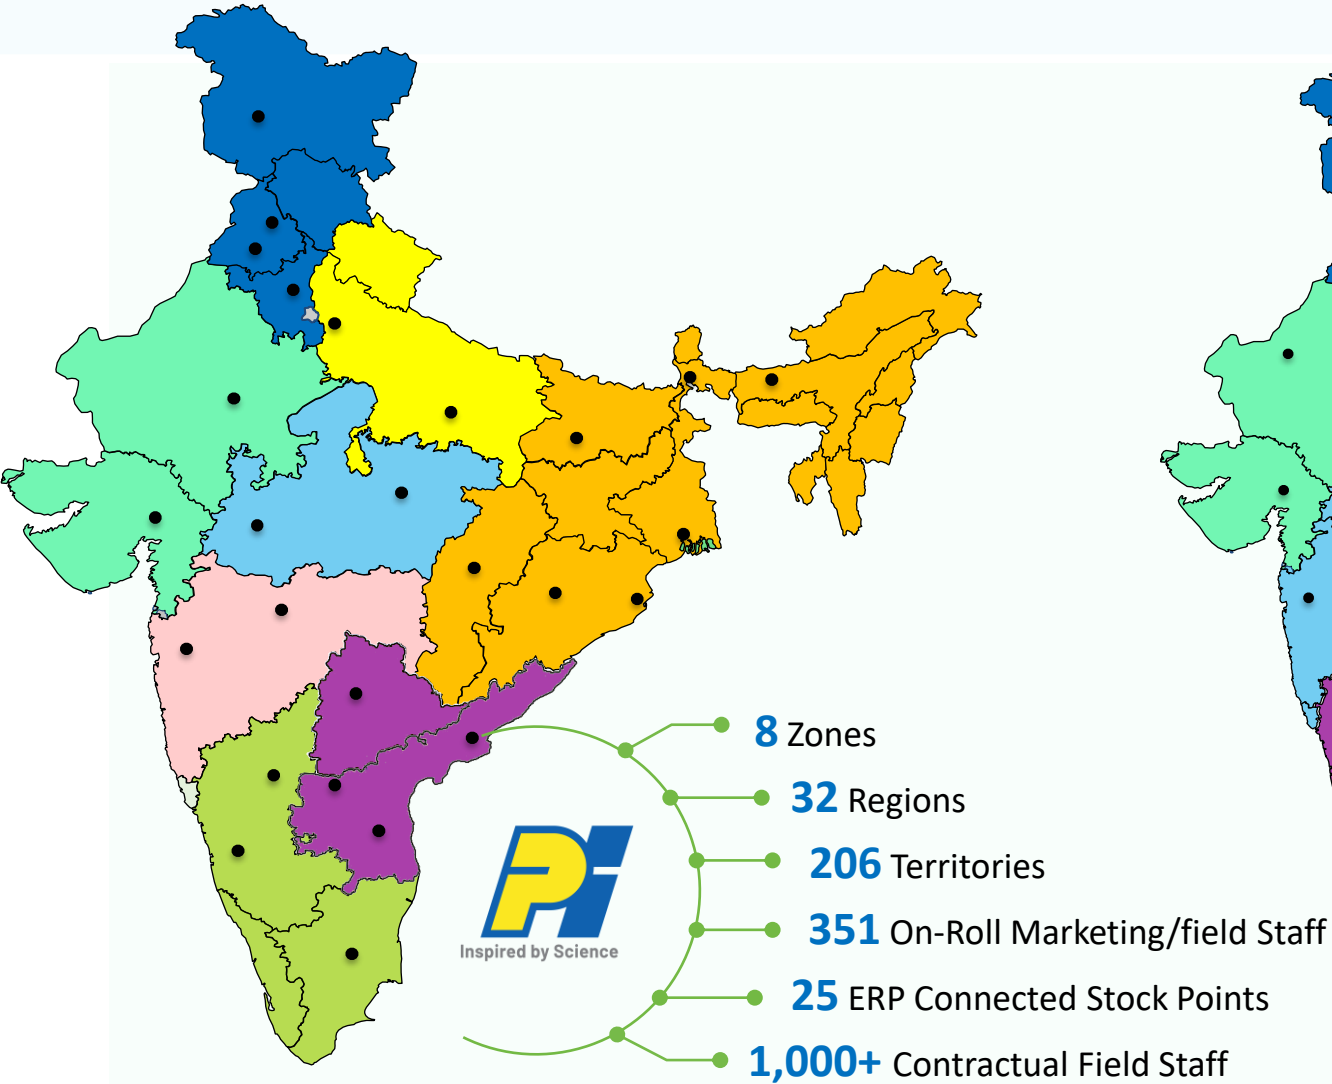 8 Zones
32 Regions
206 Territories
Pi
Inspired by Science
351 On-Roll Marketing/field Staff
25 ERP Connected Stock Points
1,000+ Contractual Field Staff